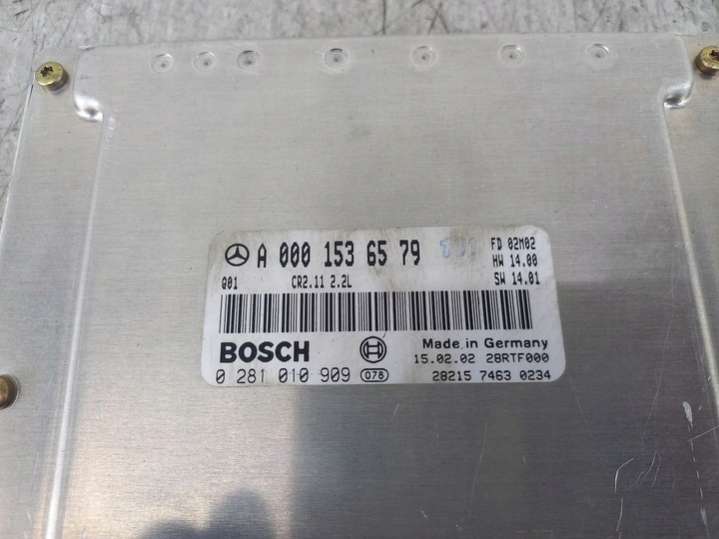 A 000 153 65 79
FD 02M02
HW 14.00
Q01 CR2.11 2.2L SW 14.01
BOSCH Made in Germany
15.02.02 28RTF000
0 281 010 909 078 28215 7463 0234